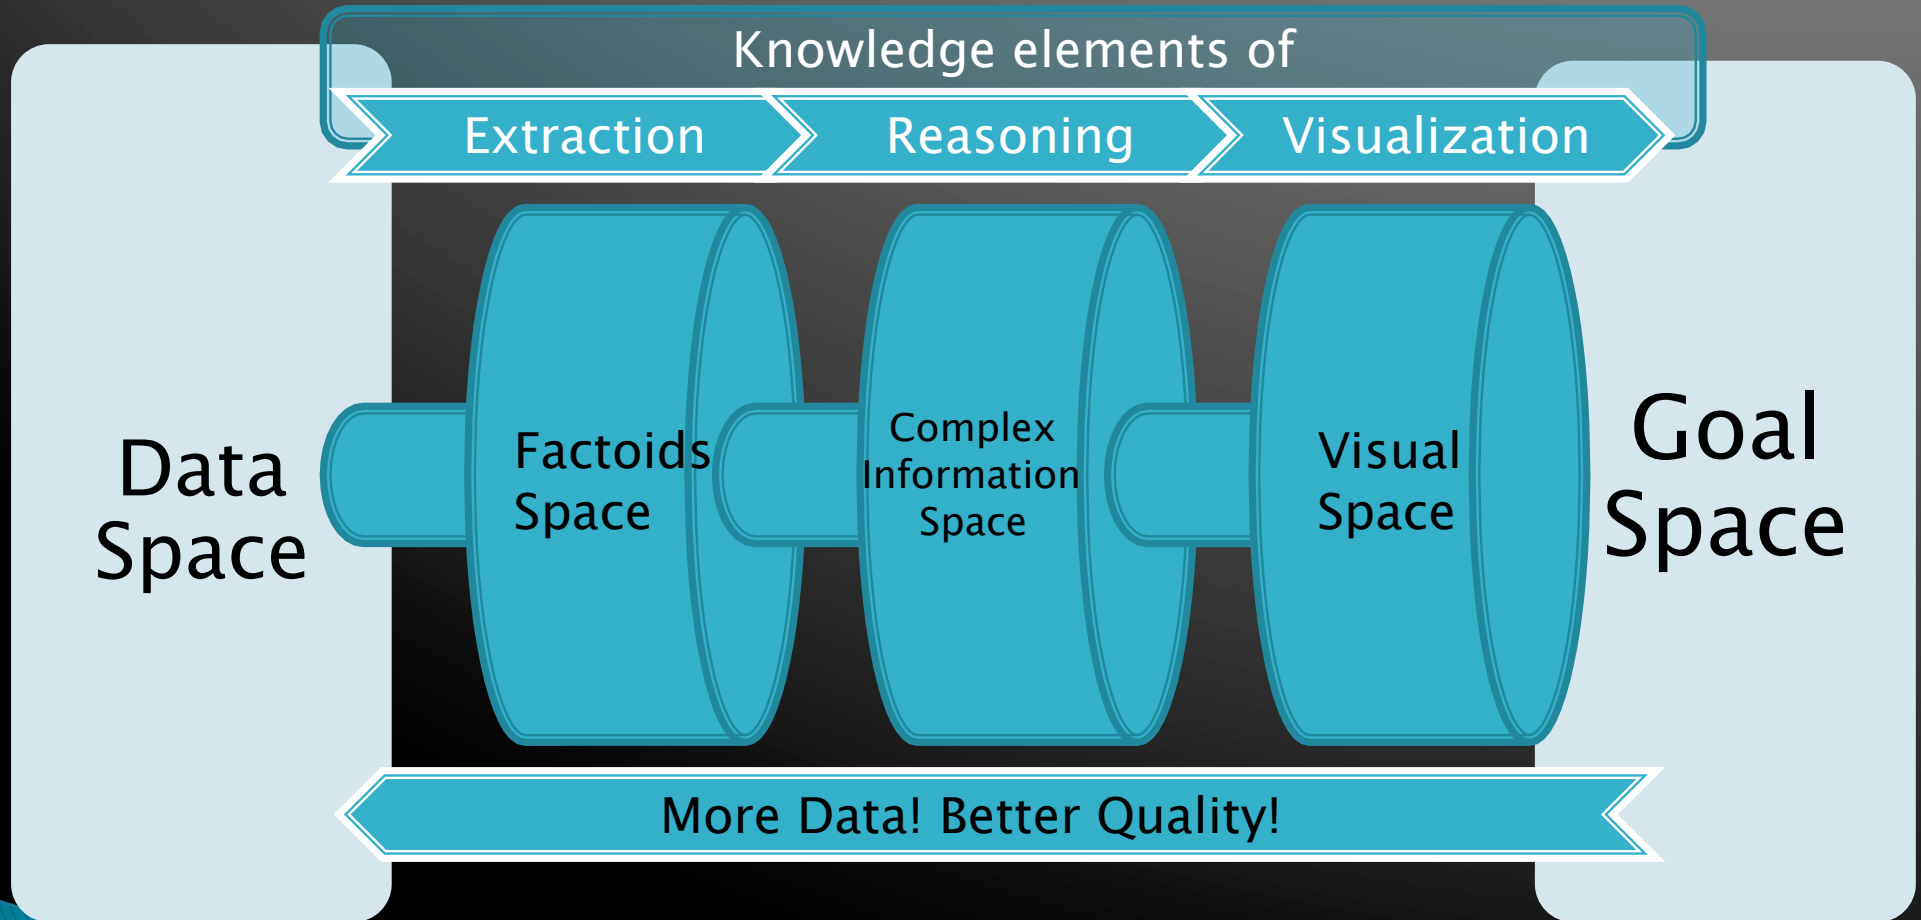 Knowledge elements of
Extraction
Reasoning
Visualization
Data
Space
Factoids
Space
Complex
Information
Space
Visual
Space
Goal
Space
More Data! Better Quality!